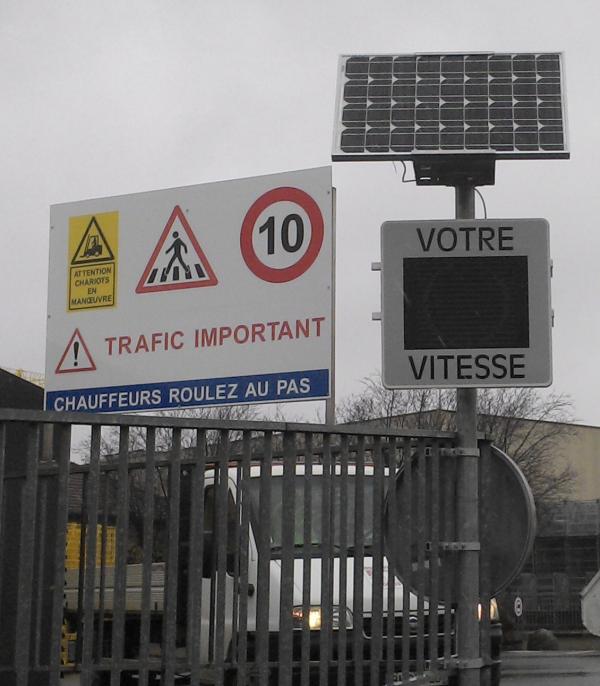 ATTENTION
CHARIOTS
EN
MANŒUVRE
10
TRAFIC IMPORTANT
CHAUFFEURS ROULEZ AU PAS
VOTRE
VITESSE